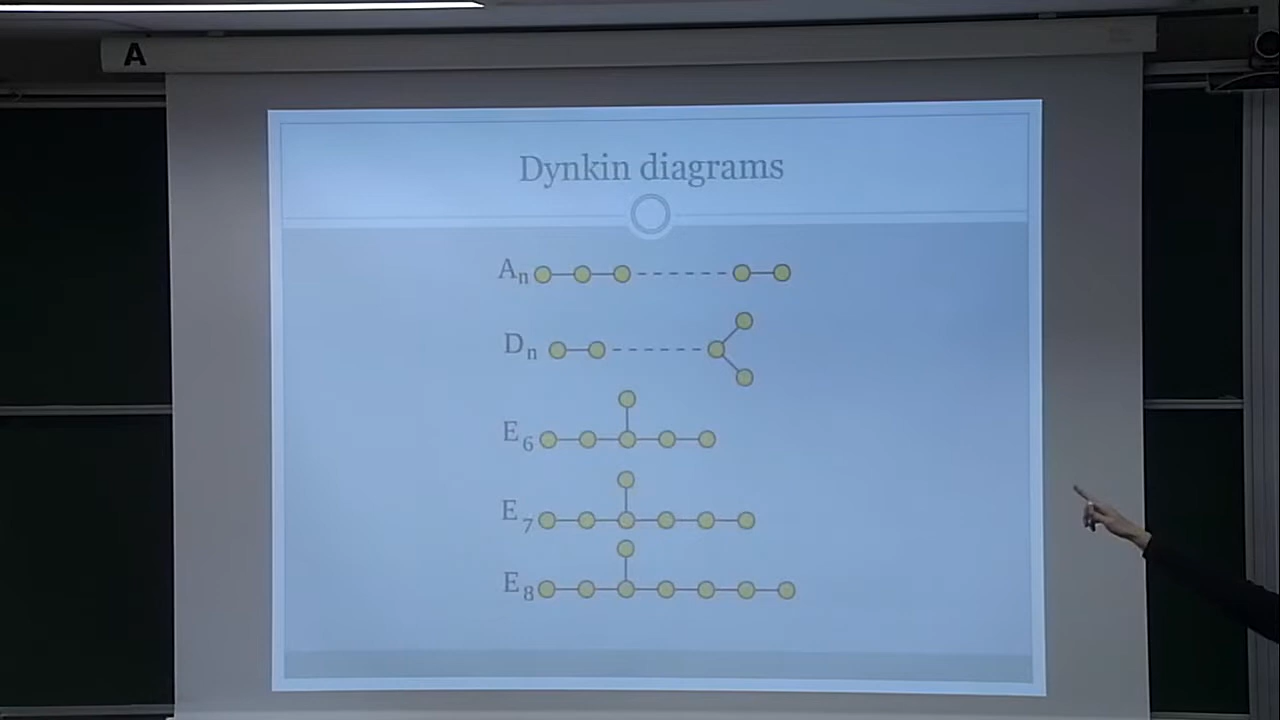 A
Dynkin diagrams
Aₙ
Dₙ
E₆
E₇
E₈